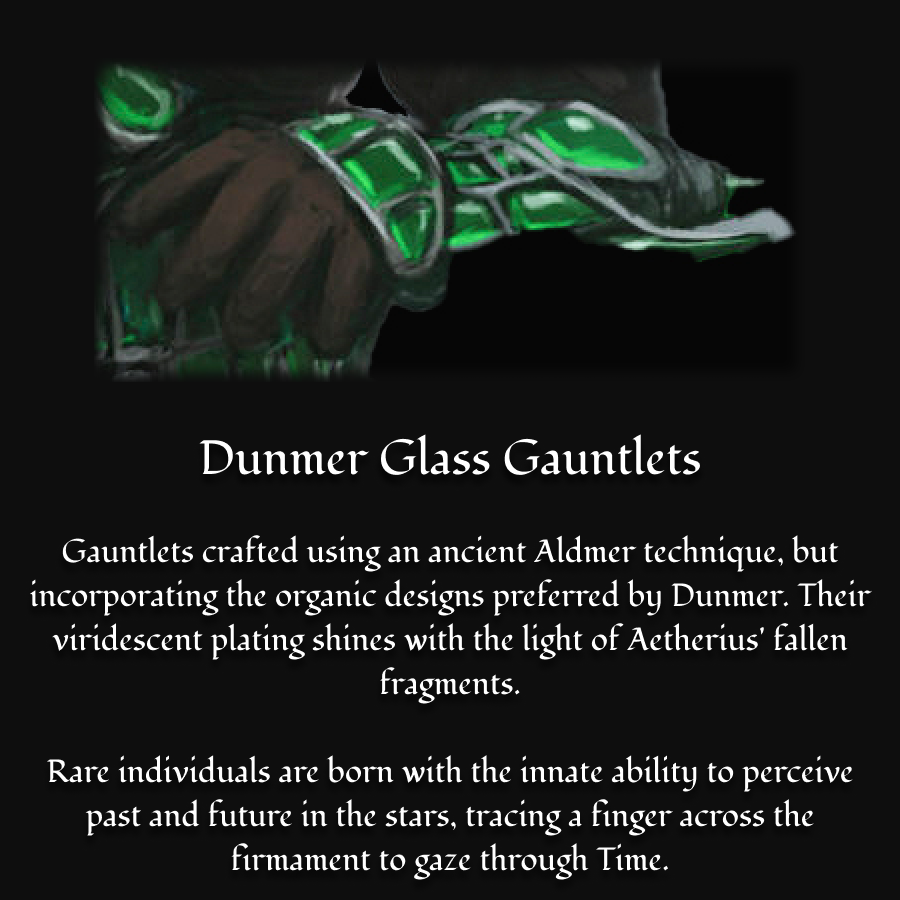 Dunmer Glass Gauntlets
Gauntlets crafted using an ancient Aldmer technique, but
incorporating the organic designs preferred by Dunmer. Their
viridescent plating shines with the light of Aetherius' fallen
fragments.
Rare individuals are born with the innate ability to perceive
past and future in the stars, tracing a finger across the
firmament to gaze through Time.